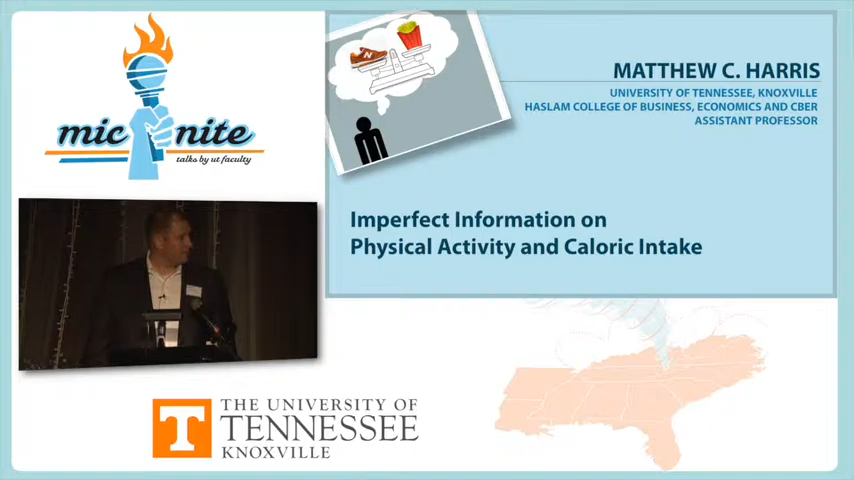 mic nite
talks by ut faculty
MATTHEW C. HARRIS
UNIVERSITY OF TENNESSEE, KNOXVILLE
HASLAM COLLEGE OF BUSINESS, ECONOMICS AND CBER
ASSISTANT PROFESSOR
N
Imperfect Information on
Physical Activity and Caloric Intake
T
THE UNIVERSITY OF
TENNESSEE
KNOXVILLE